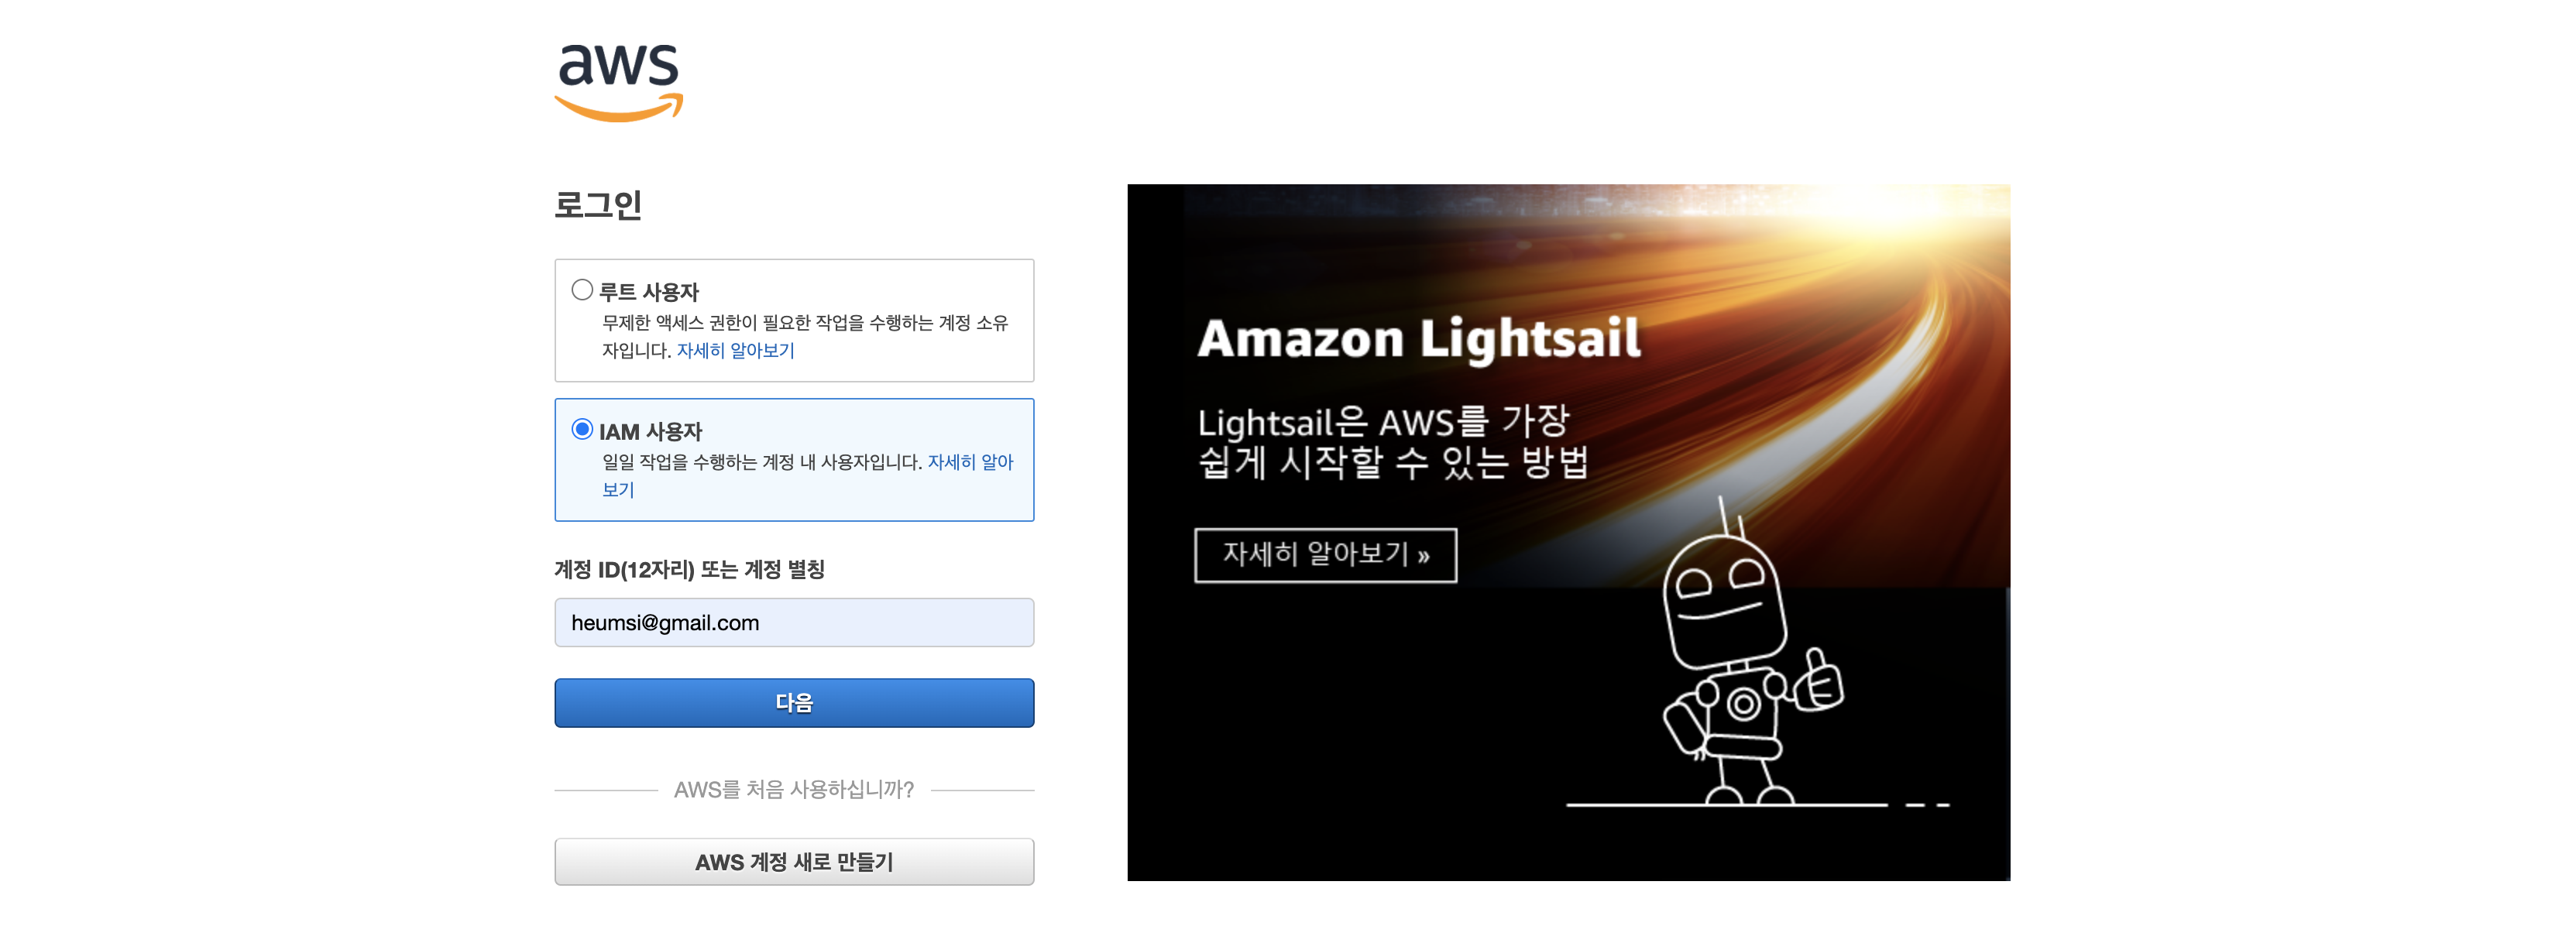 aws
로그인
루트 사용자
무제한 액세스 권한이 필요한 작업을 수행하는 계정 소유
자입니다. 자세히 알아보기
IAM 사용자
일일 작업을 수행하는 계정 내 사용자입니다. 자세히 알아
보기
계정 ID(12자리) 또는 계정 별칭
heumsi@gmail.com
다음
AWS를 처음 사용하십니까?
AWS 계정 새로 만들기
Amazon Lightsail
Lightsail은 AWS를 가장
쉽게 시작할 수 있는 방법
자세히 알아보기 »